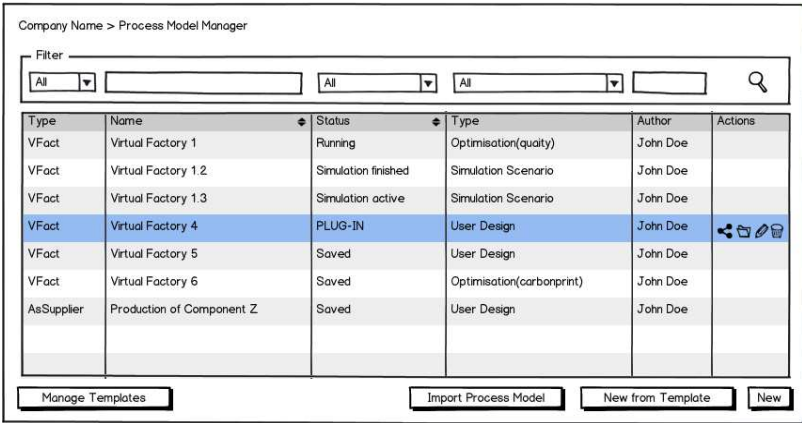 Company Name > Process Model Manager
Filter
All All All
Type Name Status Type Author Actions
VFact Virtual Factory 1 Running Optimisation(quaity) John Doe
VFact Virtual Factory 1.2 Simulation finished Simulation Scenario John Doe
VFact Virtual Factory 1.3 Simulation active Simulation Scenario John Doe
VFact Virtual Factory 4 PLUG-IN User Design John Doe
VFact Virtual Factory 5 Saved User Design John Doe
VFact Virtual Factory 6 Saved Optimisation(carbonprint) John Doe
AsSupplier Production of Component Z Saved User Design John Doe
Manage Templates Import Process Model New from Template New